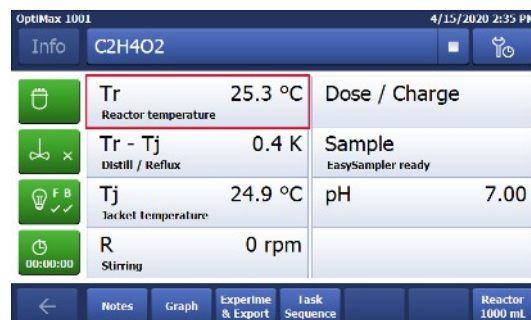 OptiMax 1001 4/15/2020 2:35 PM
Info C2H4O2
Tr 25.3 °C
Reactor temperature
Dose / Charge
Tr - Tj 0.4 K
Distill / Reflux
Sample
EasySampler ready
F B
Tj 24.9 °C
Jacket temperature
pH 7.00
00:00:00
R 0 rpm
Stirring
Notes
Graph
Experime
& Export
Task
Sequence
Reactor
1000 mL